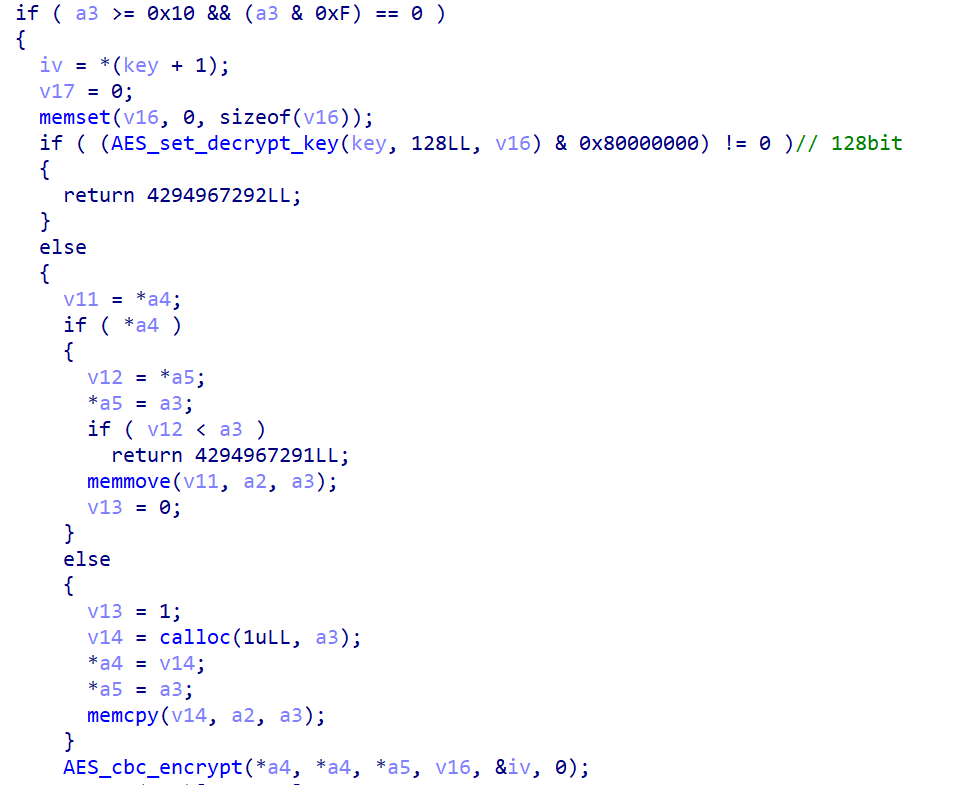 if ( a3 >= 0x10 && (a3 & 0xF) == 0 )
{
iv = *(key + 1);
v17 = 0;
memset(v16, 0, sizeof(v16));
if ( (AES_set_decrypt_key(key, 128LL, v16) & 0x80000000) != 0 )// 128bit
{
return 4294967292LL;
}
else
{
v11 = *a4;
if ( *a4 )
{
v12 = *a5;
*a5 = a3;
if ( v12 < a3 )
return 4294967291LL;
memmove(v11, a2, a3);
v13 = 0;
}
else
{
v13 = 1;
v14 = calloc(1uLL, a3);
*a4 = v14;
*a5 = a3;
memcpy(v14, a2, a3);
}
AES_cbc_encrypt(*a4, *a4, *a5, v16, &iv, 0);